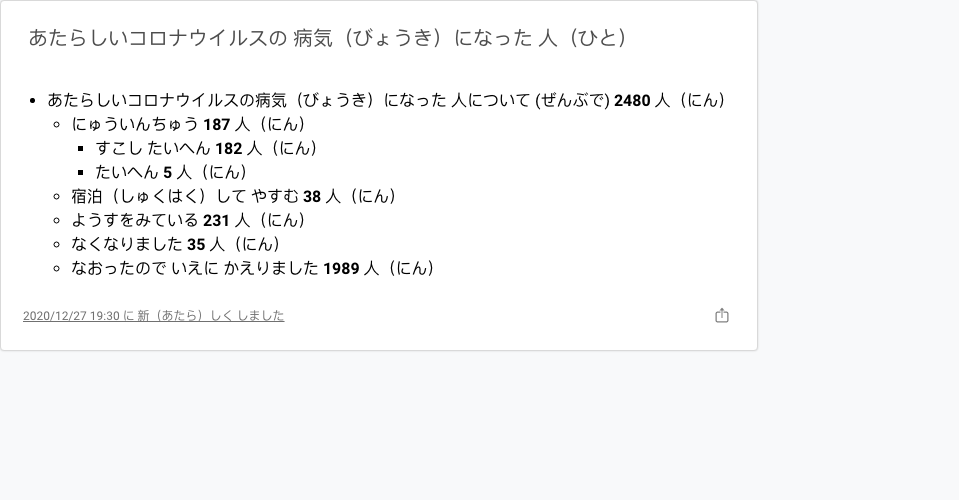 あたらしいコロナウイルスの 病気（びょうき）になった 人（ひと）
あたらしいコロナウイルスの病気（びょうき）になった 人について (ぜんぶで) 2480 人（にん）
にゅういんちゅう 187 人（にん）
すこし たいへん 182 人（にん）
たいへん 5 人（にん）
宿泊（しゅくはく）して やすむ 38 人（にん）
ようすをみている 231 人（にん）
なくなりました 35 人（にん）
なおったので いえに かえりました 1989 人（にん）
2020/12/27 19:30 に 新（あたら）しく しました